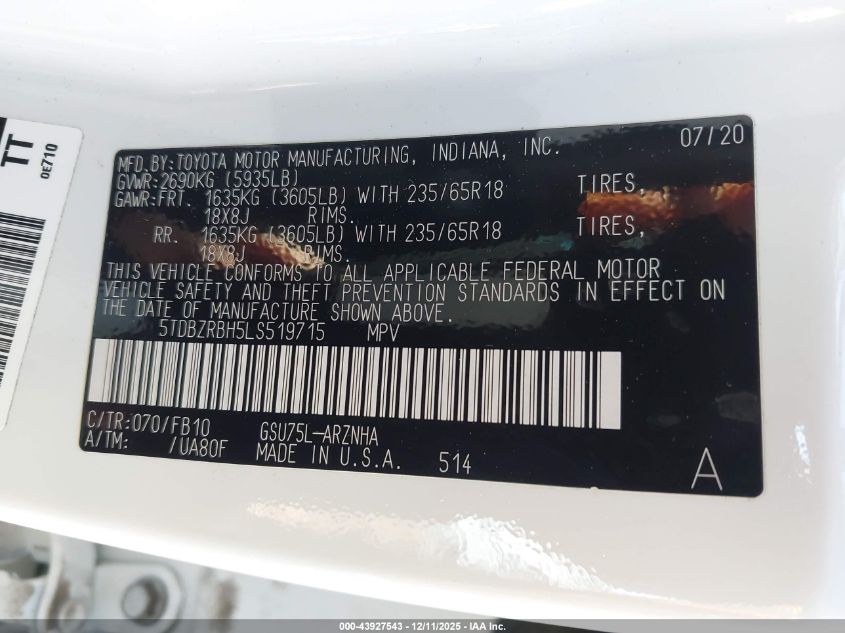 TT
0E710
07/20
MFD.BY:TOYOTA MOTOR MANUFACTURING, INDIANA, INC.
GVWR:2690KG (5935LB)
GAWR:FRT. 1635KG (3605LB) WITH 235/65R18 TIRES,
18X8J RIMS.
RR. 1635KG (3605LB) WITH 235/65R18 TIRES,
18X8J RIMS.
THIS VEHICLE CONFORMS TO ALL APPLICABLE FEDERAL MOTOR
VEHICLE SAFETY AND THEFT PREVENTION STANDARDS IN EFFECT ON
THE DATE OF MANUFACTURE SHOWN ABOVE.
5TDBZRBH5LS519715 MPV
C/TR:070/FB10 GSU75L-ARZNHA
A/TM: /UA80F MADE IN U.S.A. 514 A
000-43927543 - 12/11/2025 - IAA Inc.